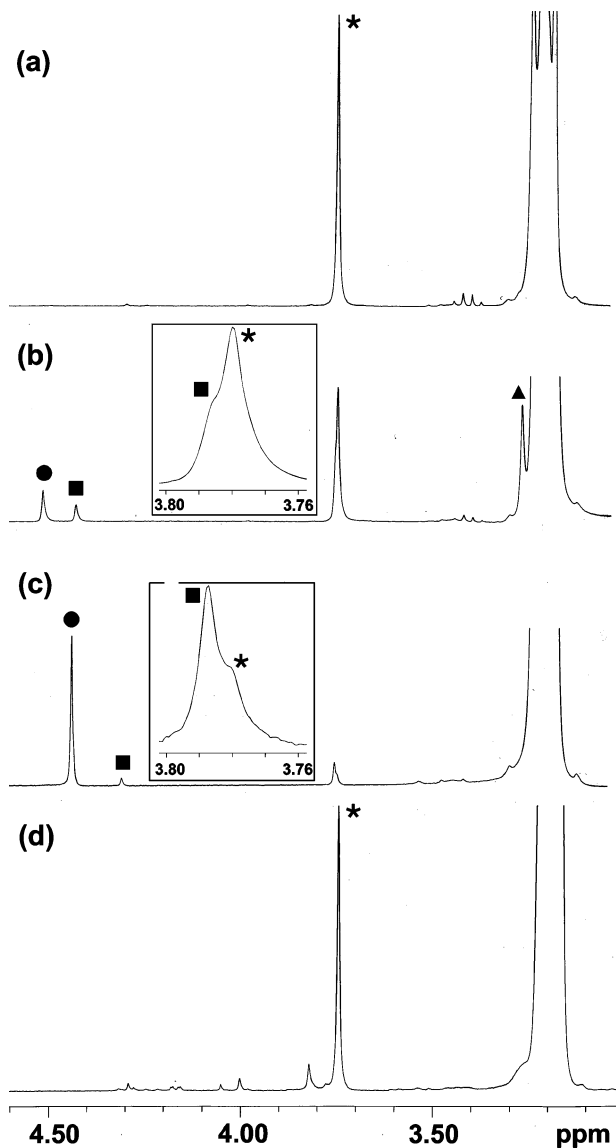 (a)
*
(b)
*
■
3.80 3.76
▲
●
■
(c)
■
*
3.80 3.76
●
■
(d)
*
4.50 4.00 3.50 ppm